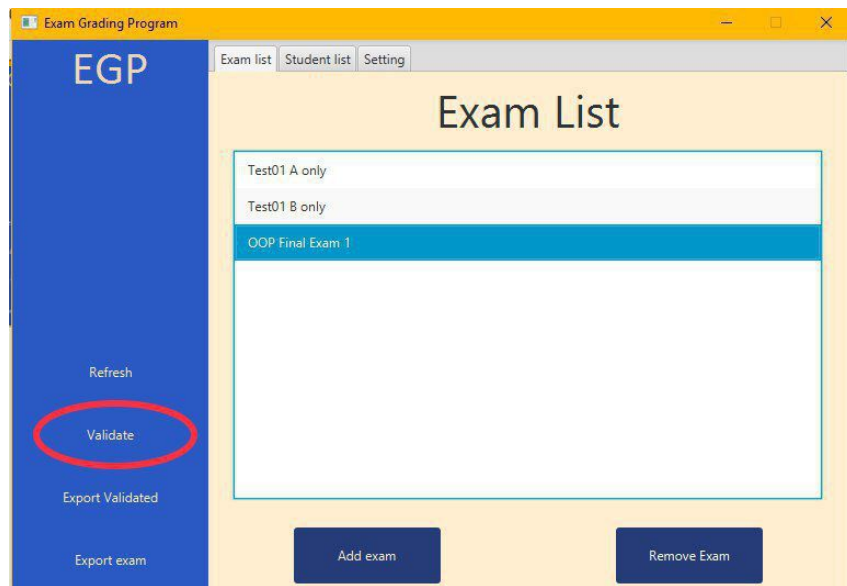 Exam Grading Program
EGP
Exam list Student list Setting
Exam List
Test01 A only
Test01 B only
OOP Final Exam 1
Refresh
Validate
Export Validated
Export exam
Add exam
Remove Exam